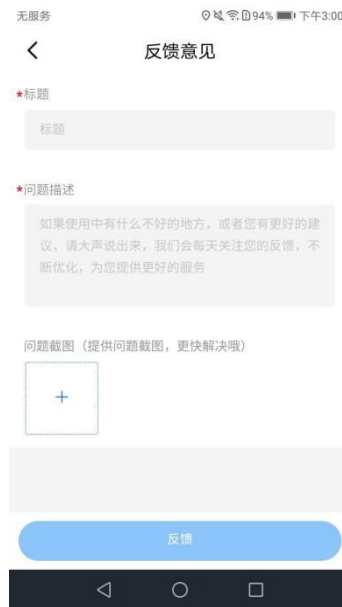 无服务 94% 下午3:00
反馈意见
*标题
标题
*问题描述
如果使用中有什么不好的地方，或者您有更好的建
议，请大声说出来，我们会每天关注您的反馈，不
断优化，为您提供更好的服务
问题截图（提供问题截图，更快解决哦）
+
反馈